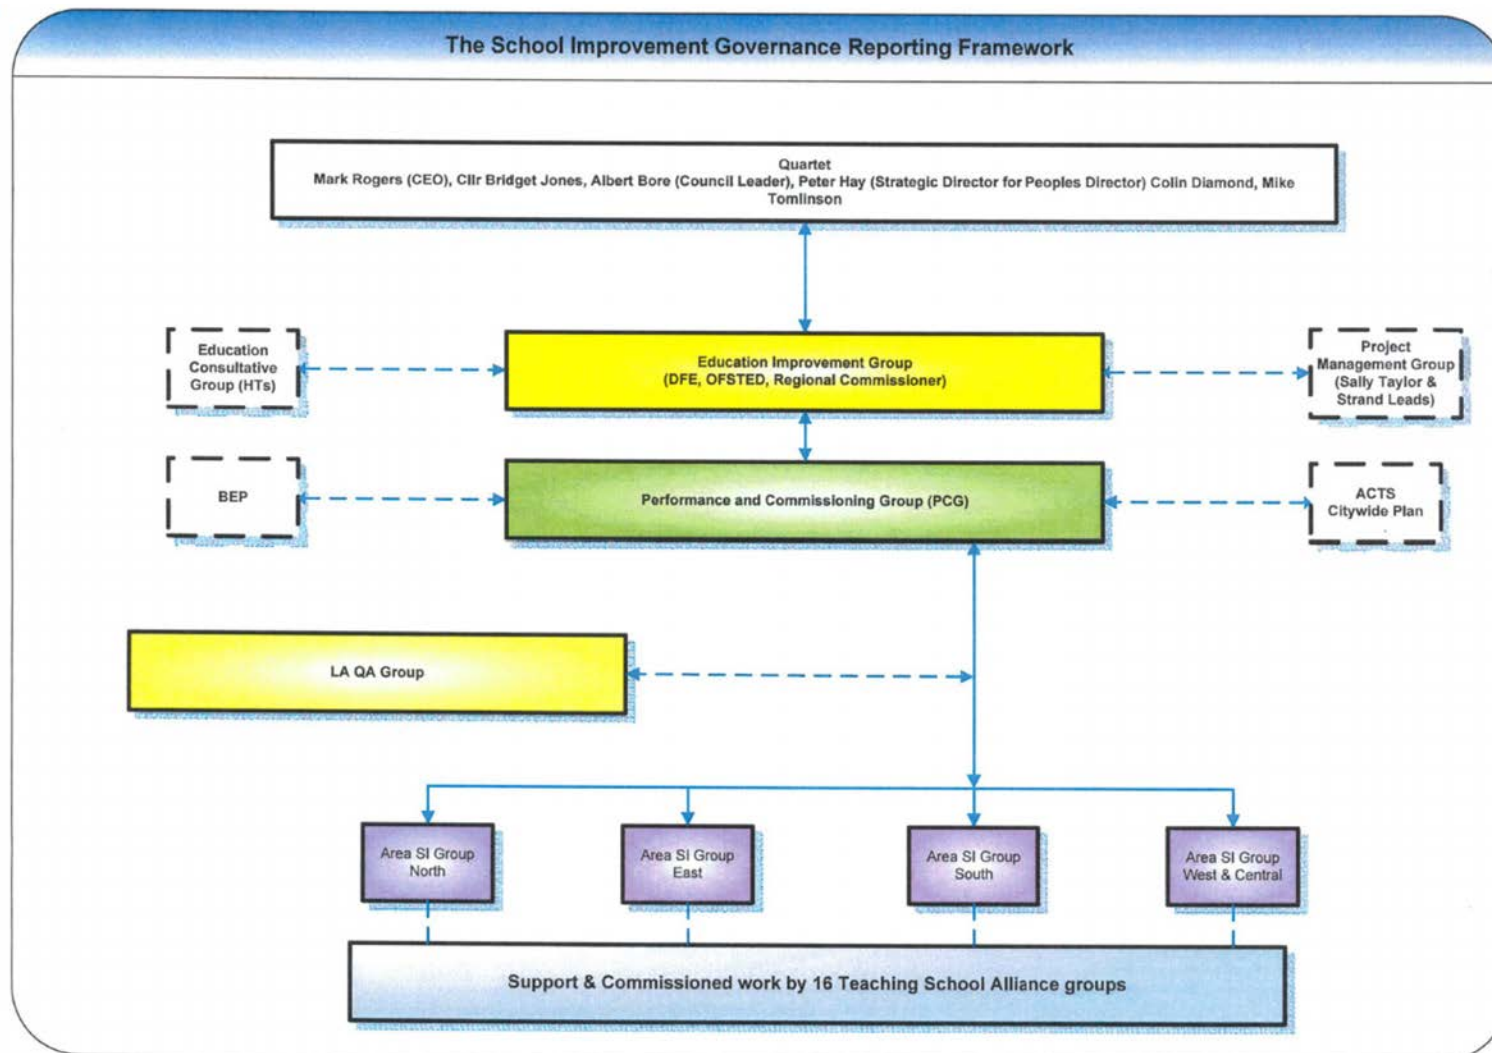 The School Improvement Governance Reporting Framework
Quartet
Mark Rogers (CEO), Cllr Bridget Jones, Albert Bore (Council Leader), Peter Hay (Strategic Director for Peoples Director) Colin Diamond, Mike
Tomlinson
Education
Consultative
Group (HTs)
Education Improvement Group
(DFE, OFSTED, Regional Commissioner)
Project
Management Group
(Sally Taylor &
Strand Leads)
BEP
Performance and Commissioning Group (PCG)
ACTS
Citywide Plan
LA QA Group
Area SI Group
North
Area SI Group
East
Area SI Group
South
Area SI Group
West & Central
Support & Commissioned work by 16 Teaching School Alliance groups